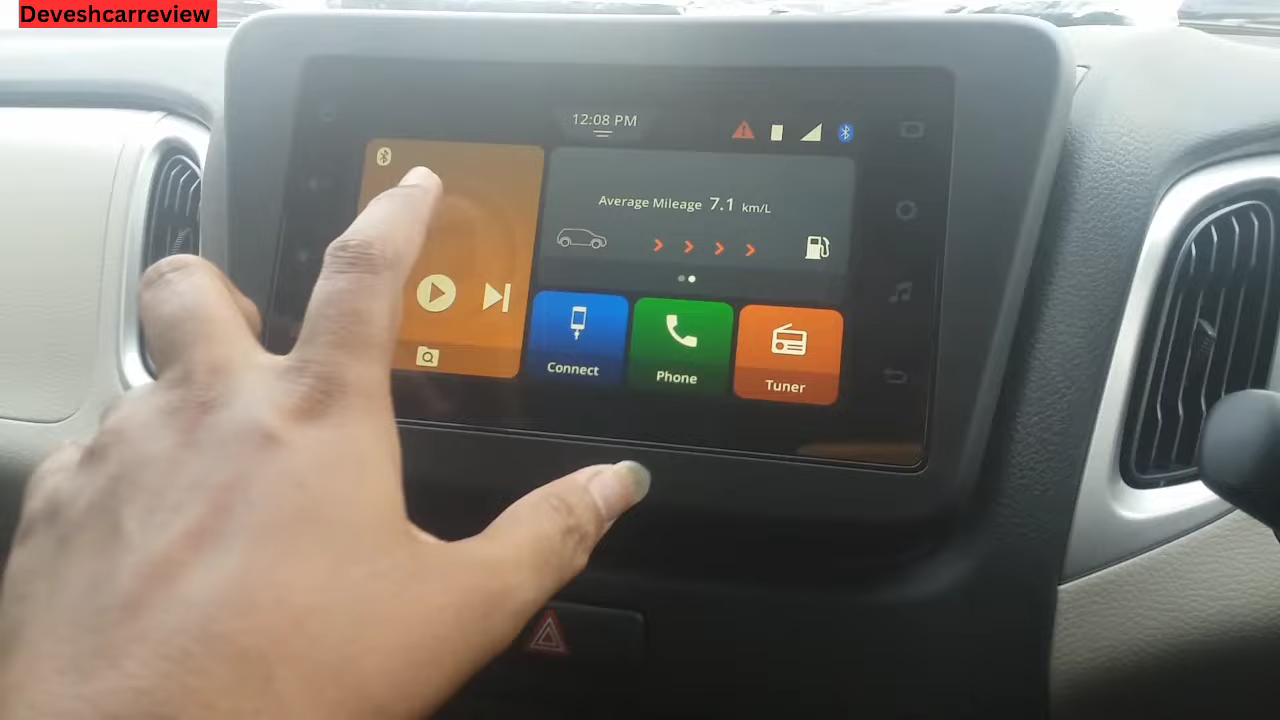 Deveshcarreview
12:08 PM
Average Mileage 7.1 km/L
Connect
Phone
Tuner